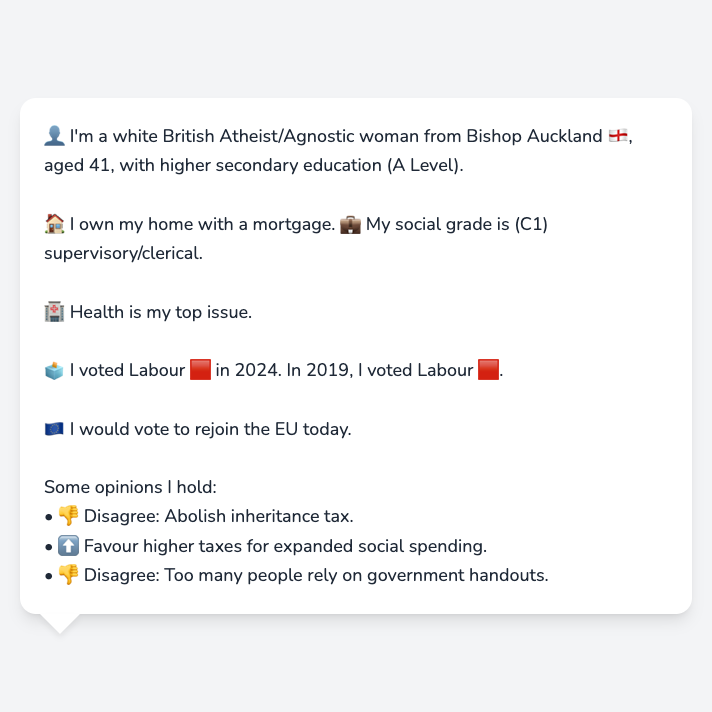 👤 I'm a white British Atheist/Agnostic woman from Bishop Auckland 🏴󠁧󠁢󠁥󠁮󠁧󠁿,
aged 41, with higher secondary education (A Level).
🏠 I own my home with a mortgage. 💼 My social grade is (C1)
supervisory/clerical.
🏥 Health is my top issue.
🗳️ I voted Labour 🟥 in 2024. In 2019, I voted Labour 🟥.
🇪🇺 I would vote to rejoin the EU today.
Some opinions I hold:
• 👎 Disagree: Abolish inheritance tax.
• ⬆️ Favour higher taxes for expanded social spending.
• 👎 Disagree: Too many people rely on government handouts.